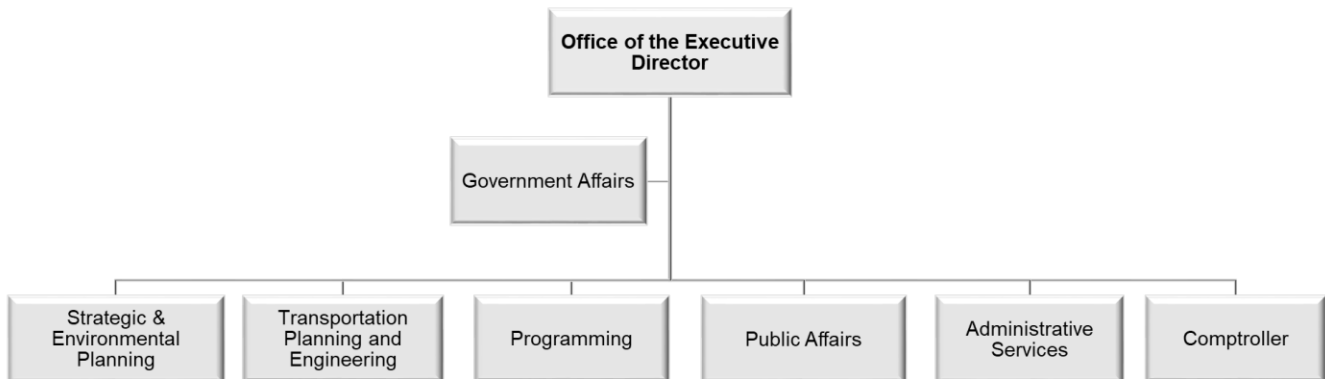 Office of the Executive
Director
Government Affairs
Strategic &
Environmental
Planning
Transportation
Planning and
Engineering
Programming
Public Affairs
Administrative
Services
Comptroller